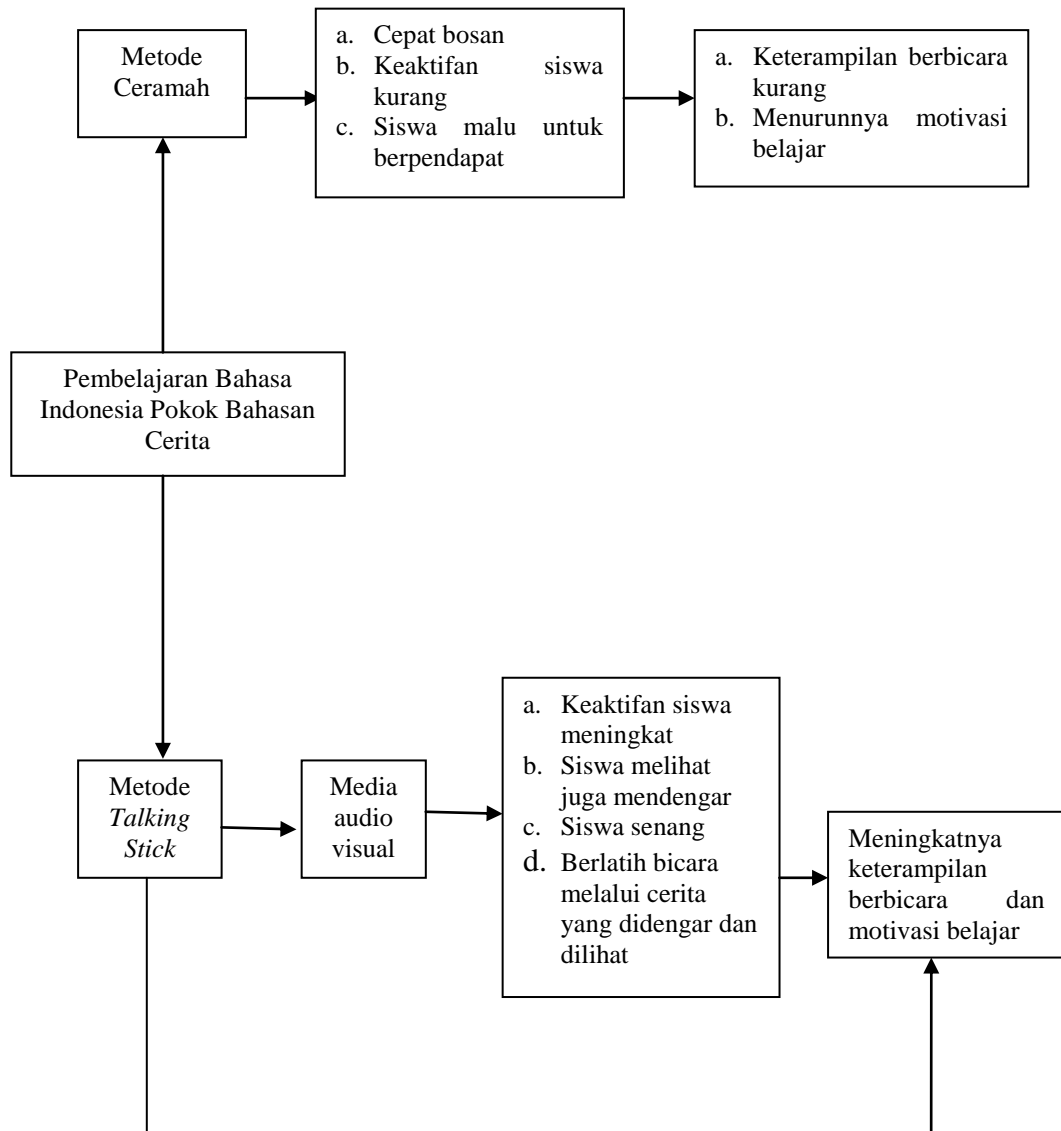 Metode
Ceramah
a. Cepat bosan
b. Keaktifan siswa
kurang
c. Siswa malu untuk
berpendapat
a. Keterampilan berbicara
kurang
b. Menurunnya motivasi
belajar
Pembelajaran Bahasa
Indonesia Pokok Bahasan
Cerita
Metode
Talking
Stick
Media
audio
visual
a. Keaktifan siswa
meningkat
b. Siswa melihat
juga mendengar
c. Siswa senang
d. Berlatih bicara
melalui cerita
yang didengar dan
dilihat
Meningkatnya
keterampilan
berbicara dan
motivasi belajar